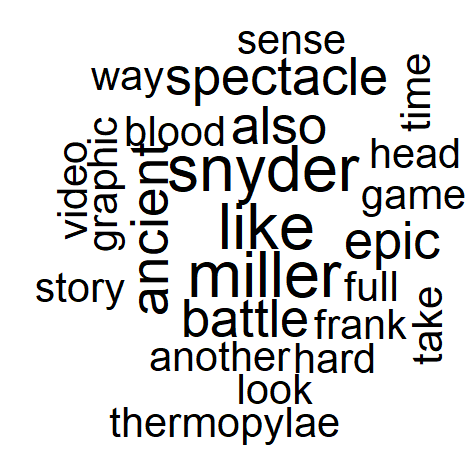 sense
way spectacle
time
blood also
head
video
graphic
ancient
snyder
game
like
epic
story
miller
full
battle
frank
take
another hard
look
thermopylae